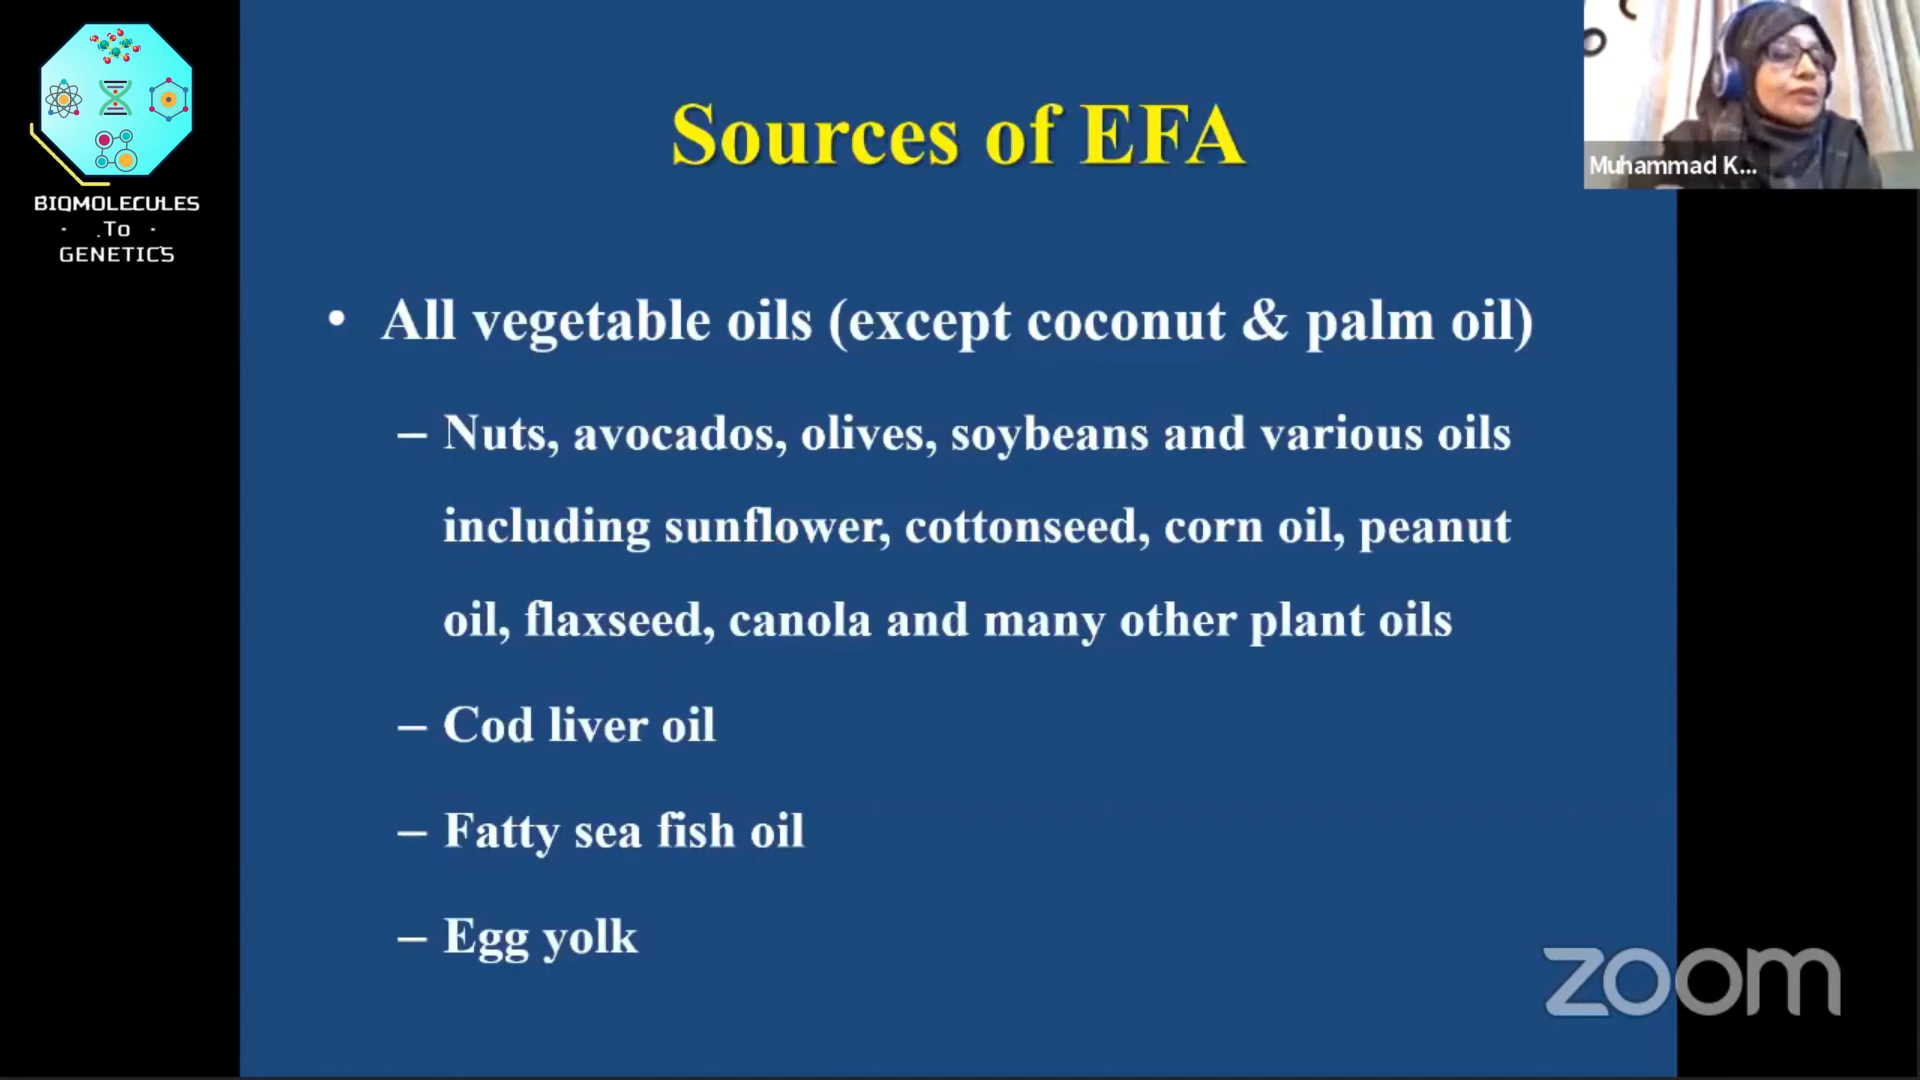 BIOMOLECULES
To
GENETICS
Sources of EFA
Muhammad K...
• All vegetable oils (except coconut & palm oil)
– Nuts, avocados, olives, soybeans and various oils
including sunflower, cottonseed, corn oil, peanut
oil, flaxseed, canola and many other plant oils
– Cod liver oil
– Fatty sea fish oil
– Egg yolk
zoom